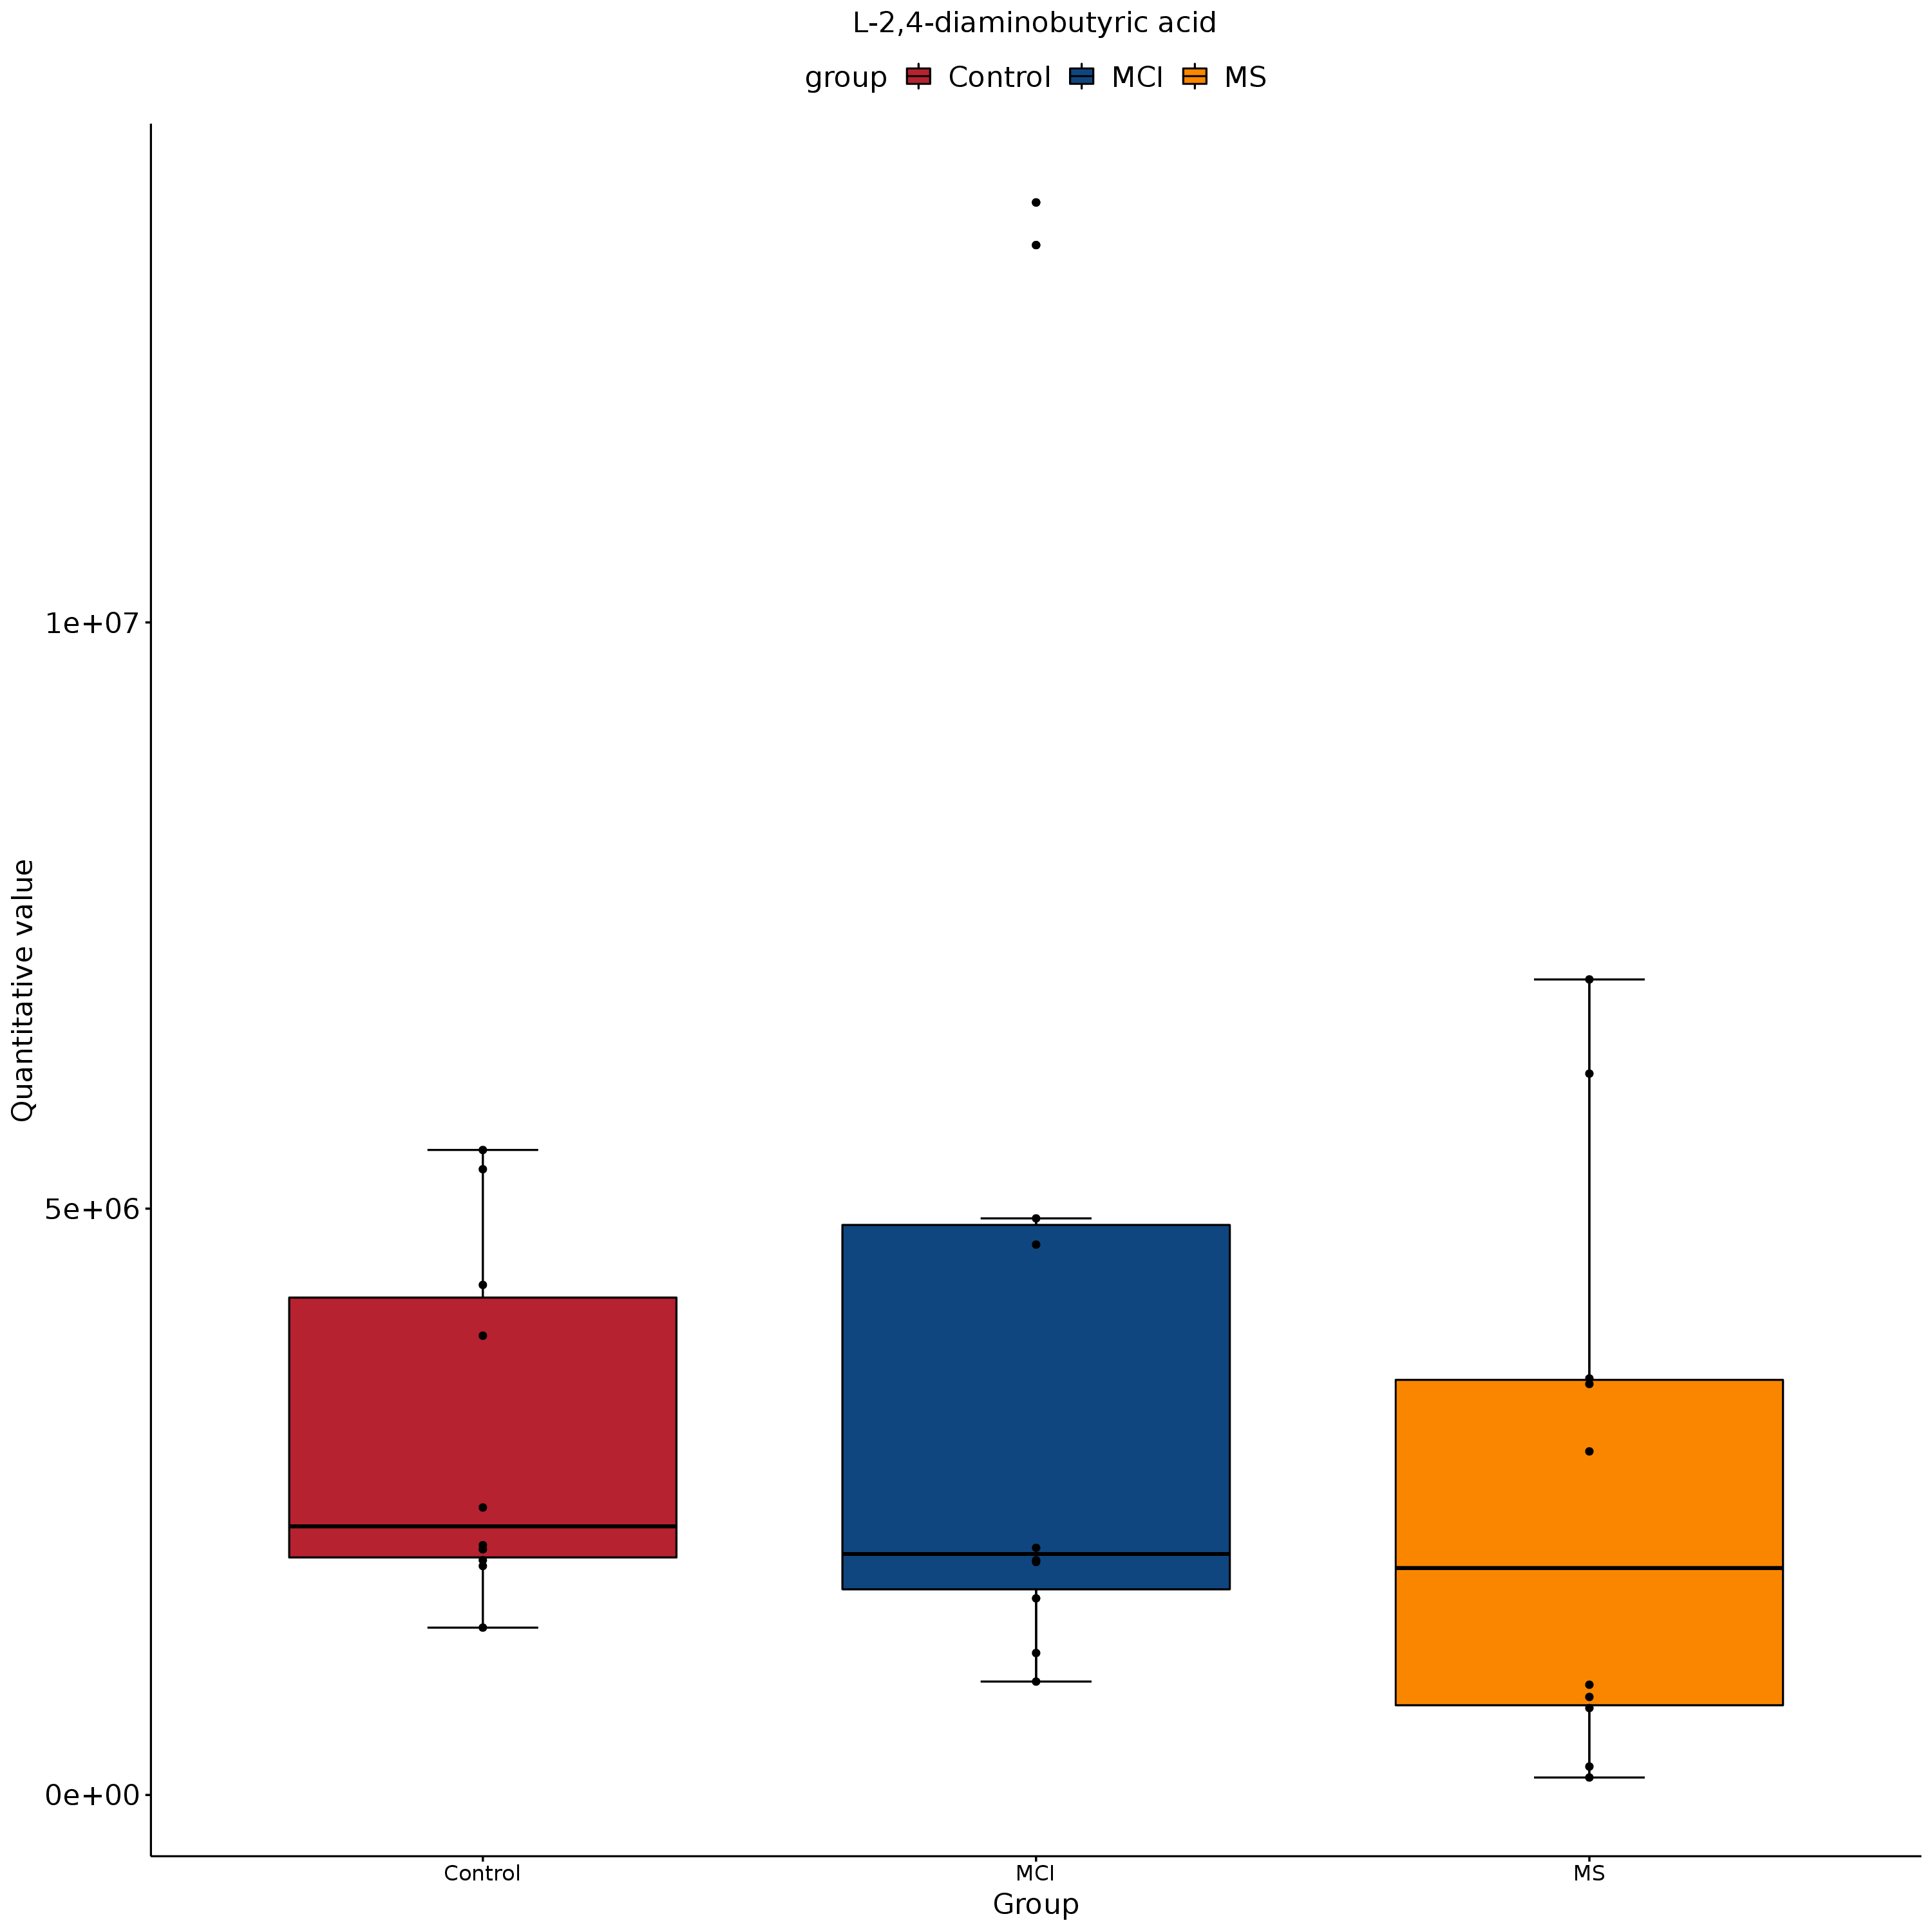 L-2,4-diaminobutyric acid
group Control MCI MS
Quantitative value
1e+07
5e+06
0e+00
Control MCI MS
Group